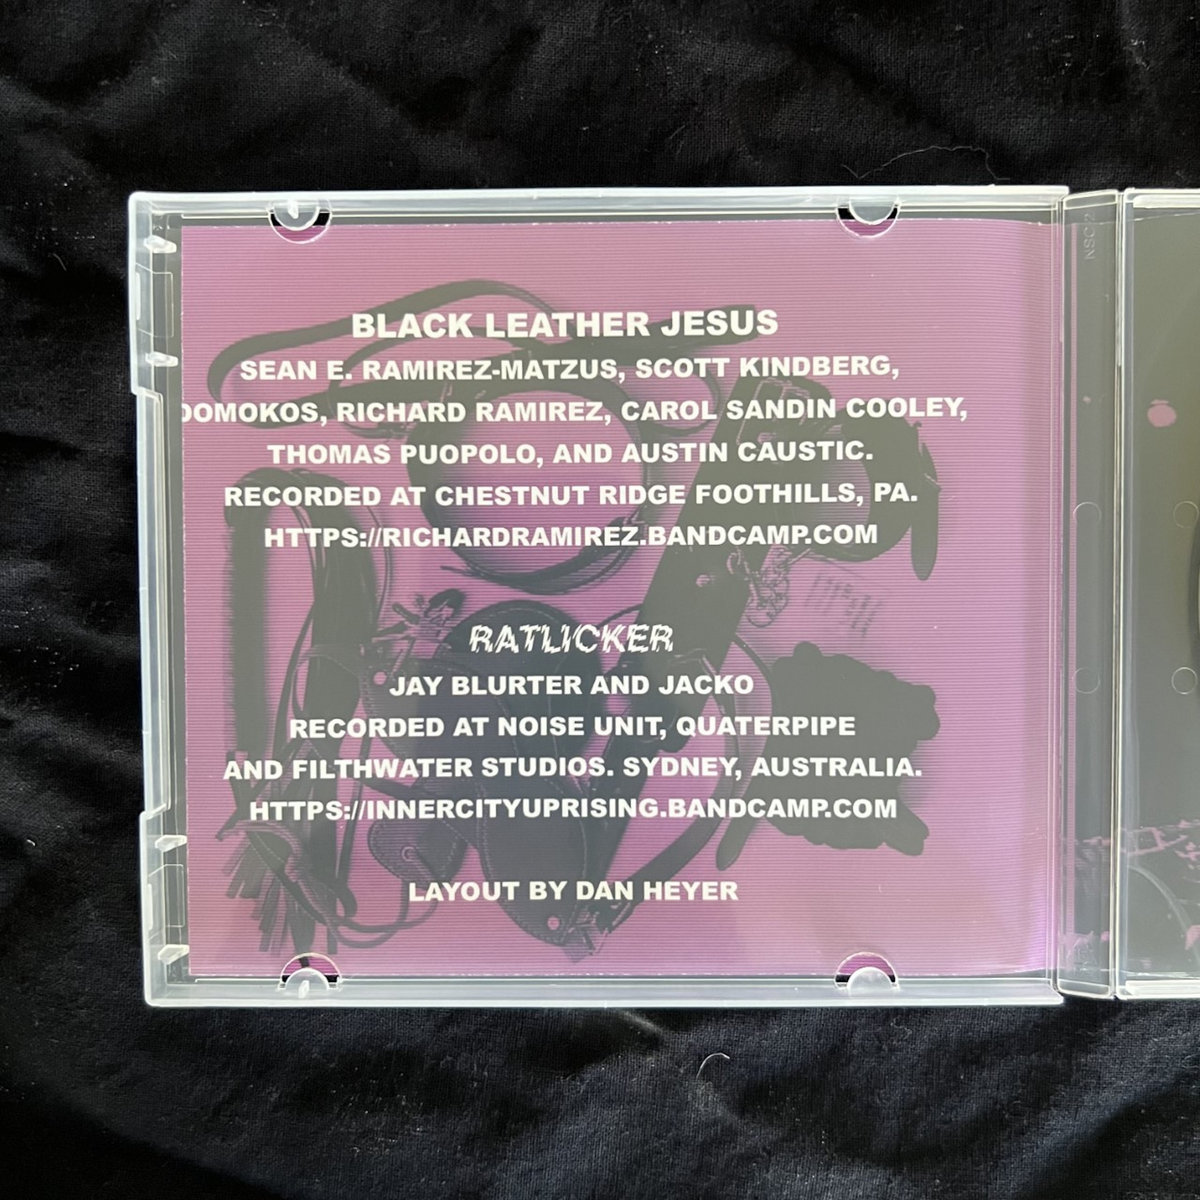 BLACK LEATHER JESUS
SEAN E. RAMIREZ-MATZUS, SCOTT KINDBERG,
DOMOKOS, RICHARD RAMIREZ, CAROL SANDIN COOLEY,
THOMAS PUOPOLO, AND AUSTIN CAUSTIC.
RECORDED AT CHESTNUT RIDGE FOOTHILLS, PA.
HTTPS://RICHARDRAMIREZ.BANDCAMP.COM
RATLICKER
JAY BLURTER AND JACKO
RECORDED AT NOISE UNIT, QUATERPIPE
AND FILTHWATER STUDIOS. SYDNEY, AUSTRALIA.
HTTPS://INNERCITYUPRISING.BANDCAMP.COM
LAYOUT BY DAN HEYER